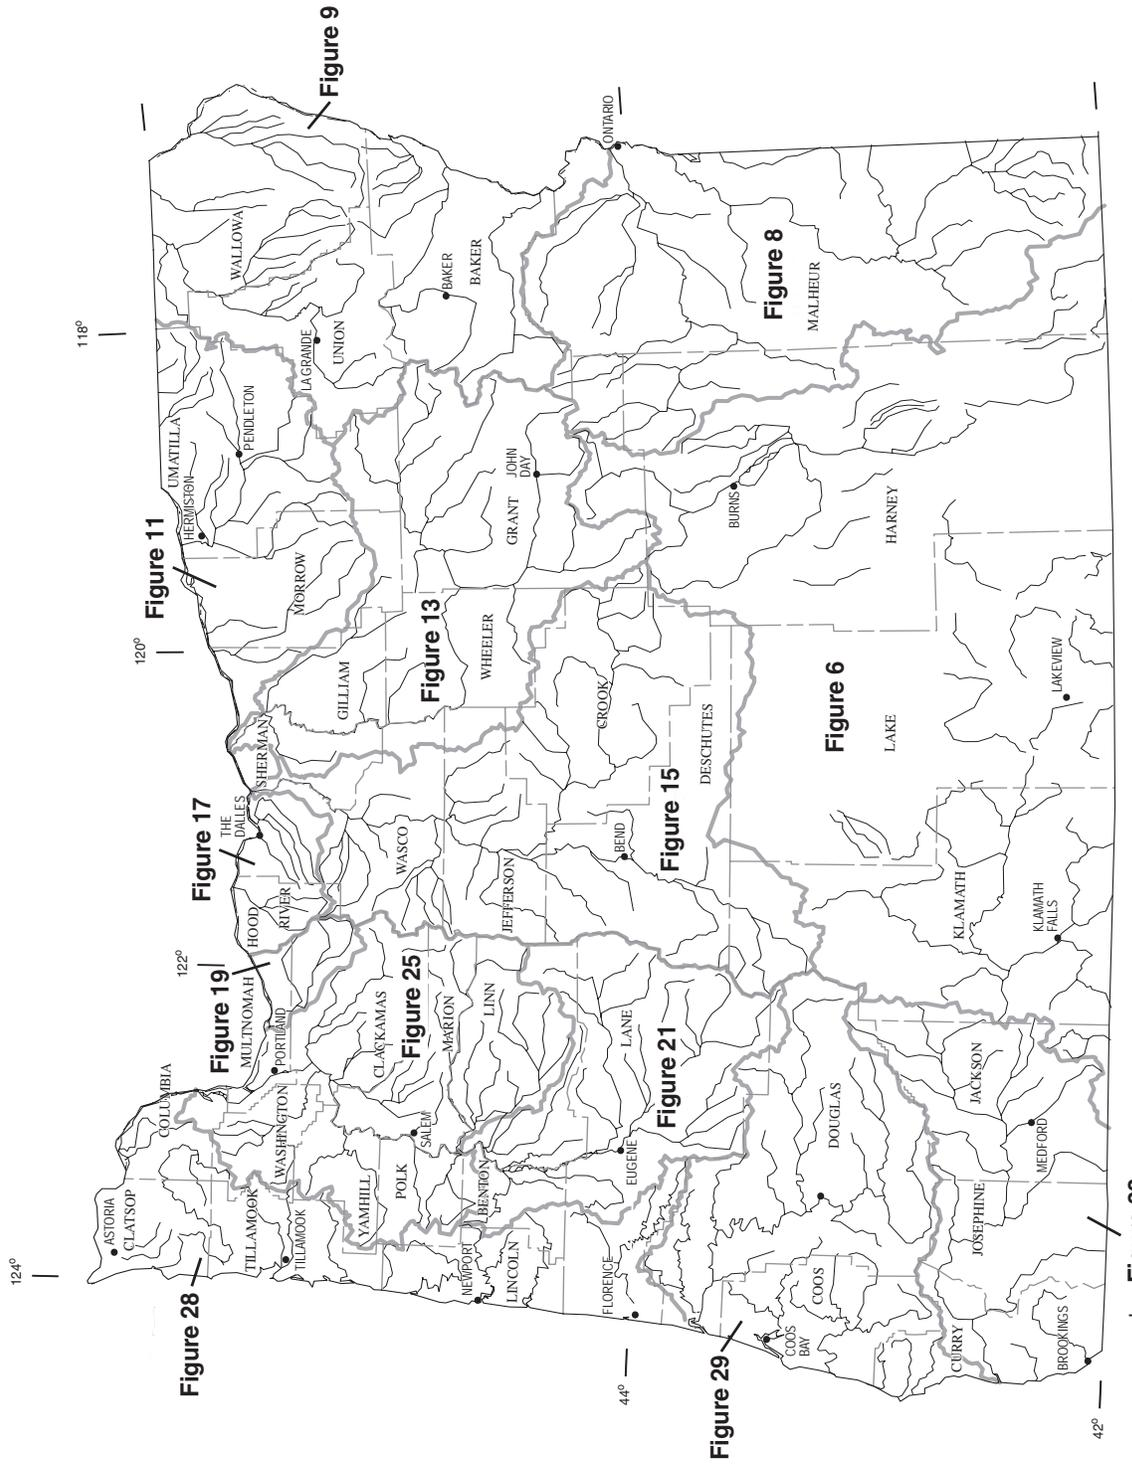 124°
122°
120°
118°
44°
42°
Figure 28
Figure 19
Figure 17
Figure 11
Figure 9
Figure 25
Figure 13
Figure 21
Figure 15
Figure 8
Figure 6
Figure 29
ASTORIA
CLATSOP
COLUMBIA
TILLAMOOK
TILLAMOOK
WASHINGTON
MULTNOMAH
PORTLAND
HOOD
RIVER
THE
DALLES
SHERMAN
GILLIAM
MORROW
HERMISTON
UMATILLA
PENDLETON
LA GRANDE
UNION
WALLOWA
BAKER
BAKER
YAMHILL
POLK
SALEM
CLACKAMAS
MARION
WASCO
WHEELER
GRANT
JOHN
DAY
NEWPORT
LINCOLN
BENTON
LINN
JEFFERSON
CROOK
ONTARIO
FLORENCE
EUGENE
LANE
BEND
DESCHUTES
BURNS
HARNEY
MALHEUR
COOS
BAY
COOS
DOUGLAS
LAKE
LAKEVIEW
KLAMATH
KLAMATH
FALLS
CURRY
BROOKINGS
JOSEPHINE
JACKSON
MEDFORD